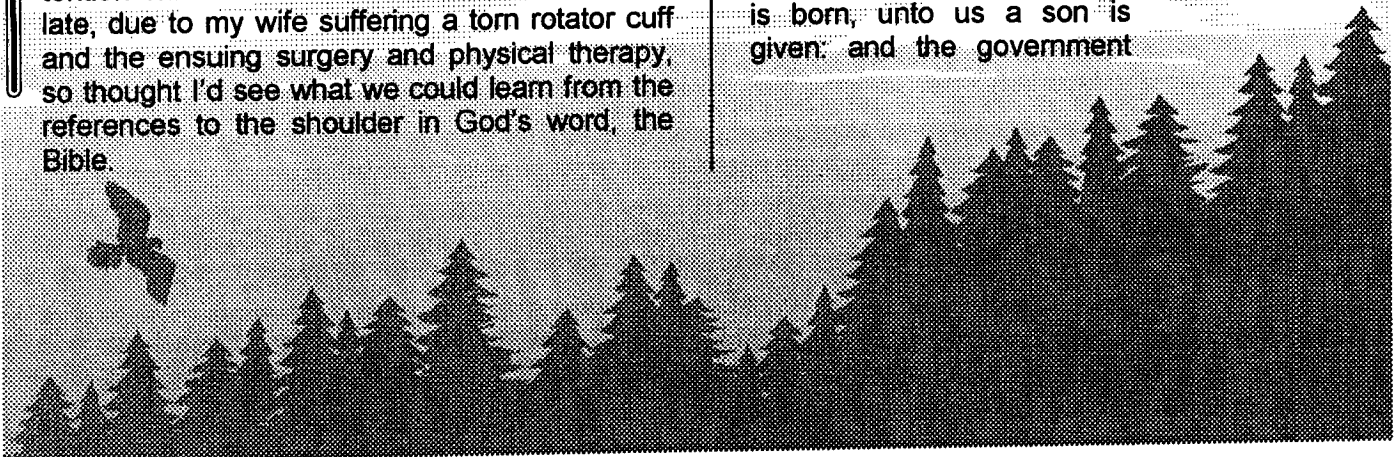 late, due to my wife suffering a torn rotator cuff
and the ensuing surgery and physical therapy,
so thought I'd see what we could learn from the
references to the shoulder in God's word, the
Bible.
is born, unto us a son is
given: and the government